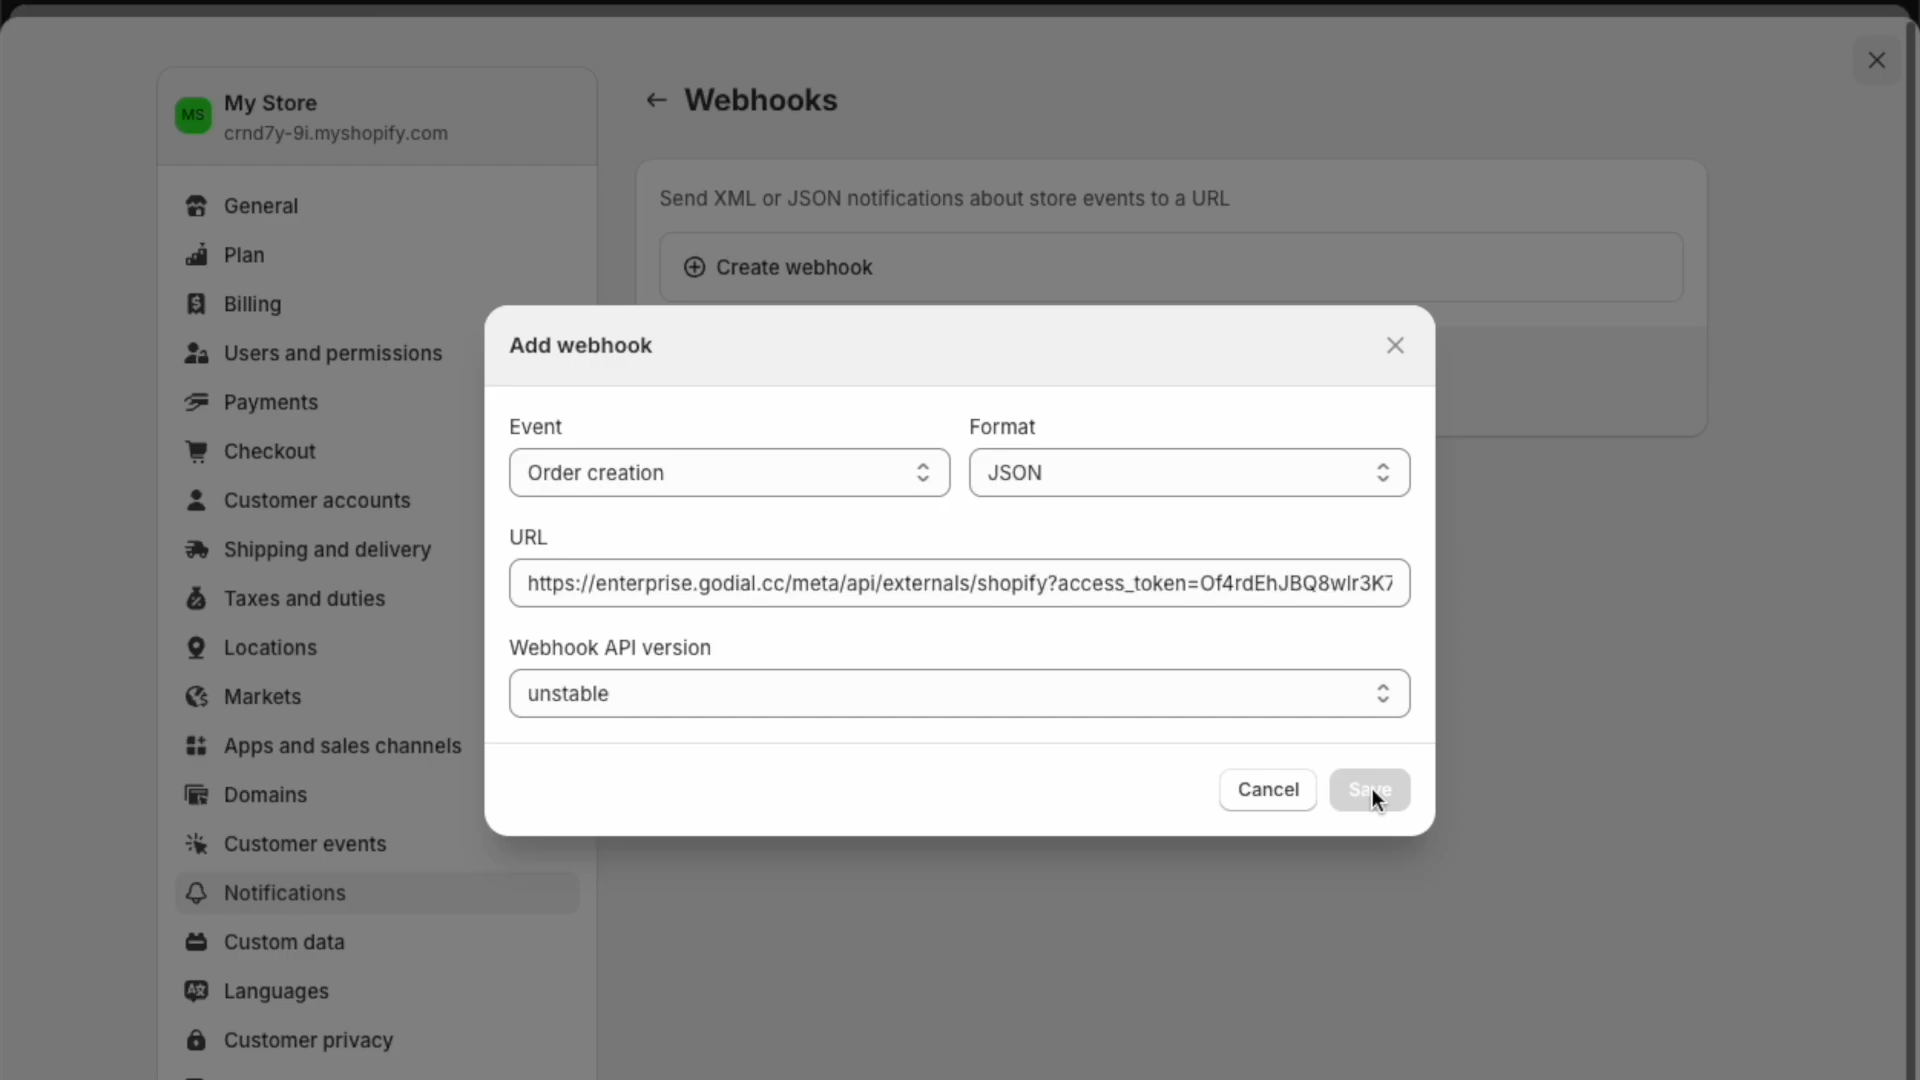 MS
My Store
crnd7y-9i.myshopify.com
General
Plan
Billing
Users and permissions
Payments
Checkout
Customer accounts
Shipping and delivery
Taxes and duties
Locations
Markets
Apps and sales channels
Domains
Customer events
Notifications
Custom data
Languages
Customer privacy
Webhooks
Send XML or JSON notifications about store events to a URL
Create webhook
Add webhook
Event
Format
Order creation
JSON
URL
https://enterprise.godial.cc/meta/api/externals/shopify?access_token=Of4rdEhJBQ8wlr3K7
Webhook API version
unstable
Cancel
Save